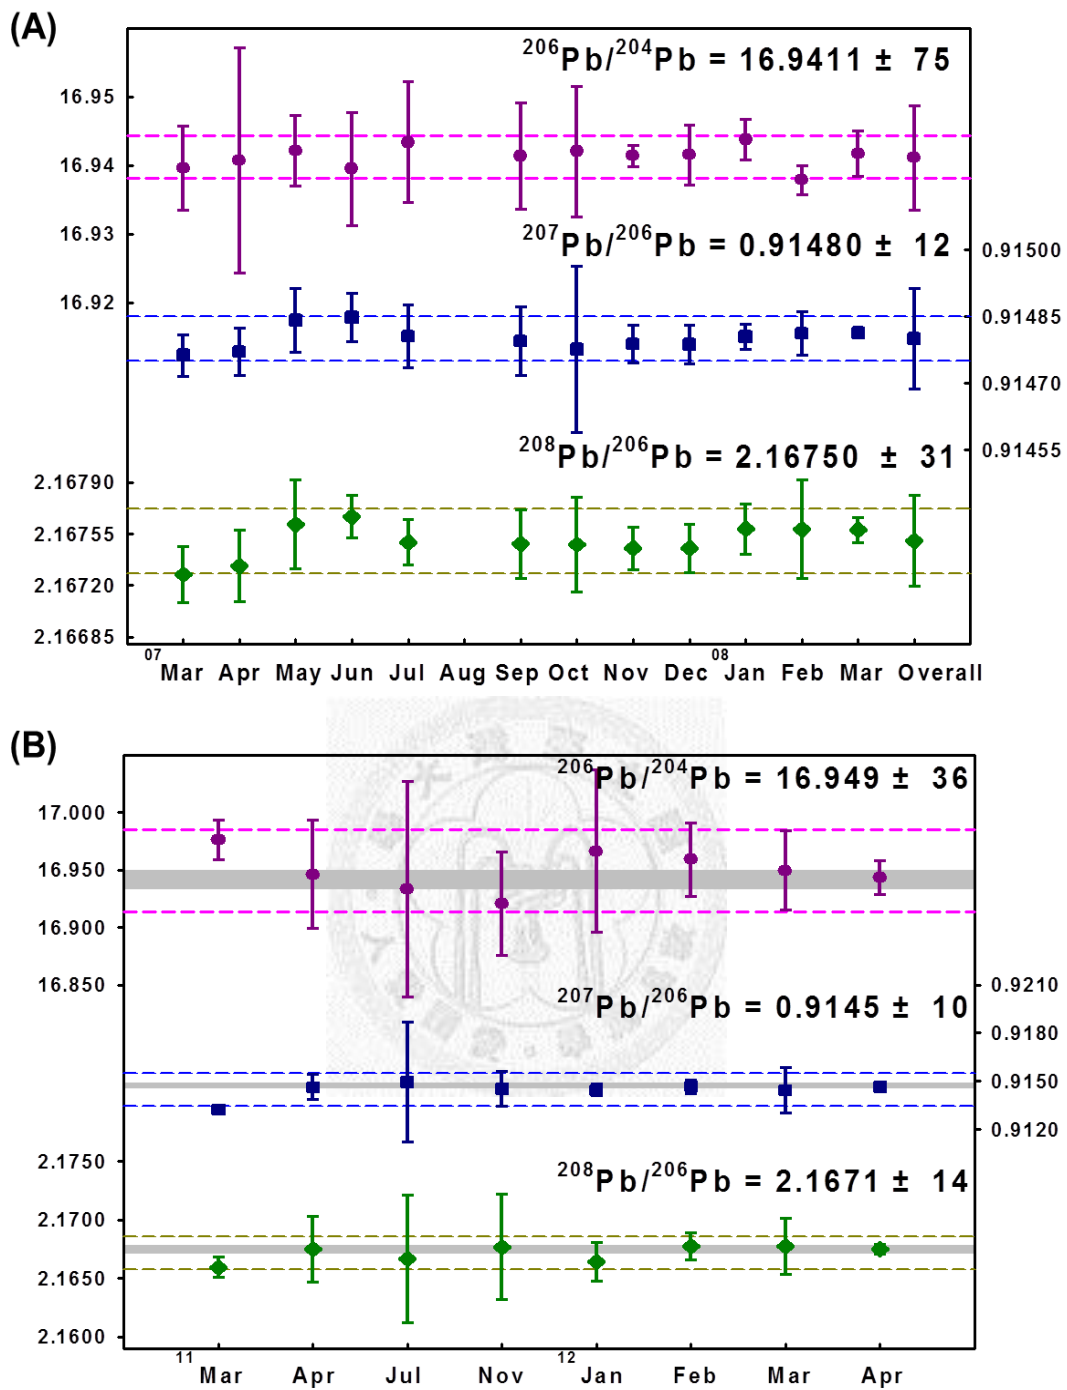 (A)
²⁰⁶Pb/²⁰⁴Pb = 16.9411 ± 75
16.95
16.94
16.93
16.92
²⁰⁷Pb/²⁰⁶Pb = 0.91480 ± 12
0.91500
0.91485
0.91470
0.91455
²⁰⁸Pb/²⁰⁶Pb = 2.16750 ± 31
2.16790
2.16755
2.16720
2.16685
07 08
Mar Apr May Jun Jul Aug Sep Oct Nov Dec Jan Feb Mar Overall
(B)
²⁰⁶Pb/²⁰⁴Pb = 16.949 ± 36
17.000
16.950
16.900
16.850
²⁰⁷Pb/²⁰⁶Pb = 0.9145 ± 10
0.9210
0.9180
0.9150
0.9120
²⁰⁸Pb/²⁰⁶Pb = 2.1671 ± 14
2.1750
2.1700
2.1650
2.1600
11 12
Mar Apr Jul Nov Jan Feb Mar Apr